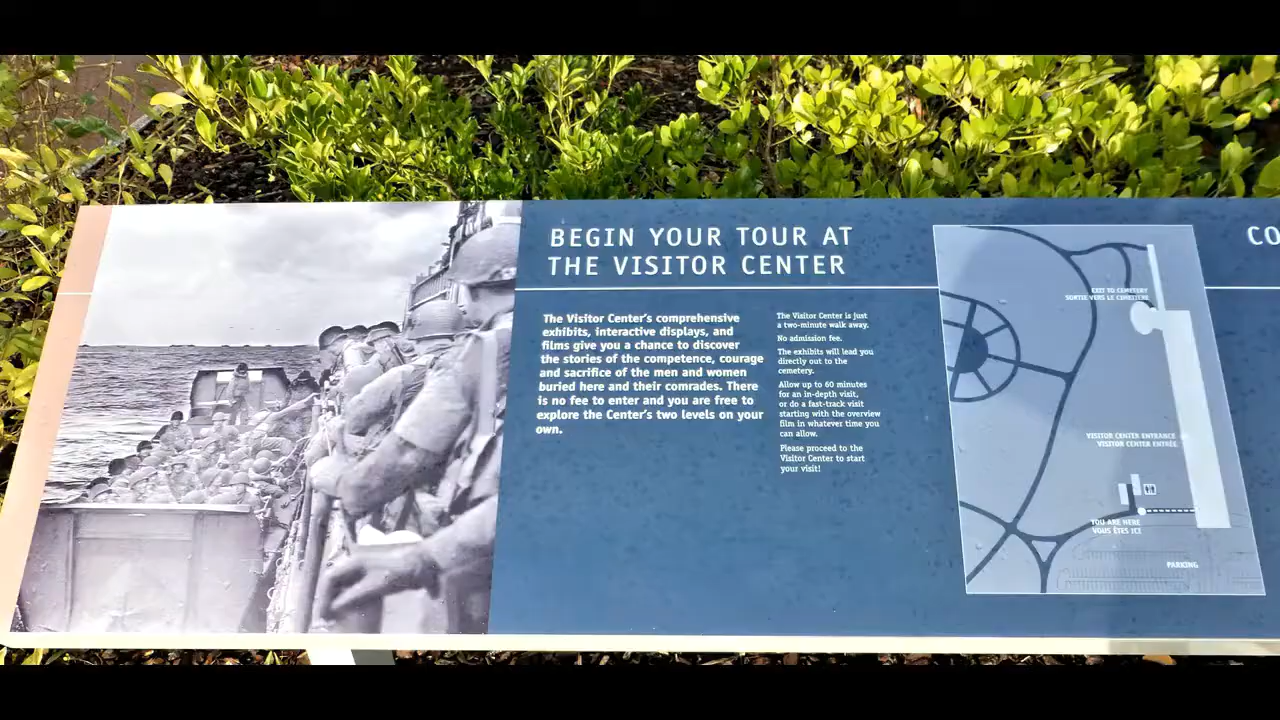 BEGIN YOUR TOUR AT
THE VISITOR CENTER
The Visitor Center's comprehensive
exhibits, interactive displays, and
films give you a chance to discover
the stories of the competence, courage
and sacrifice of the men and women
buried here and their comrades. There
is no fee to enter and you are free to
explore the Center's two levels on your
own.
The Visitor Center is just
a two-minute walk away.
No admission fee.
The exhibits will lead you
directly out to the
cemetery.
Allow up to 60 minutes
for an in-depth visit,
or do a fast-track visit
starting with the overview
film in whatever time you
can allow.
Please proceed to the
Visitor Center to start
your visit!
EXIT TO CEMETERY
SORTIE VERS LE CIMETIÈRE
VISITOR CENTER ENTRANCE
VISITOR CENTER ENTRÉE
YOU ARE HERE
VOUS ÊTES ICI
PARKING
CO